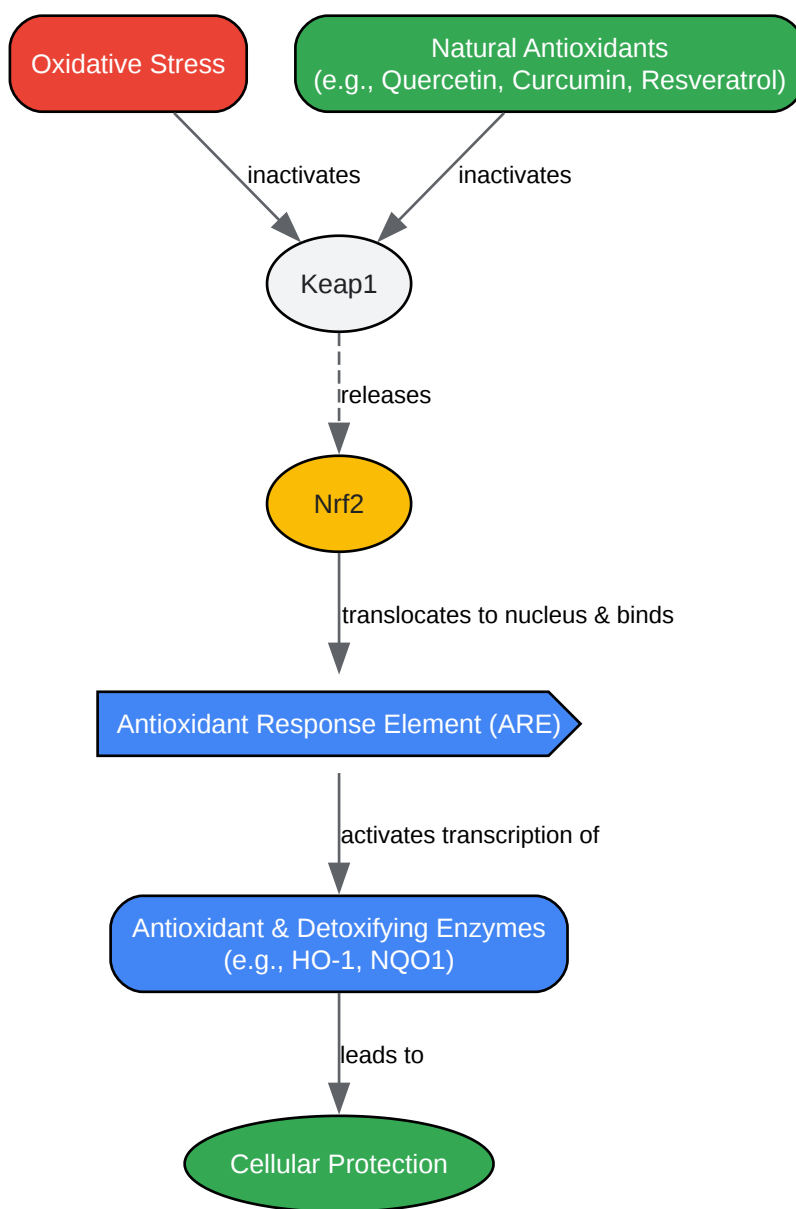 Oxidative Stress
Natural Antioxidants
(e.g., Quercetin, Curcumin, Resveratrol)
inactivates
inactivates
Keap1
releases
Nrf2
translocates to nucleus & binds
Antioxidant Response Element (ARE)
activates transcription of
Antioxidant & Detoxifying Enzymes
(e.g., HO-1, NQO1)
leads to
Cellular Protection